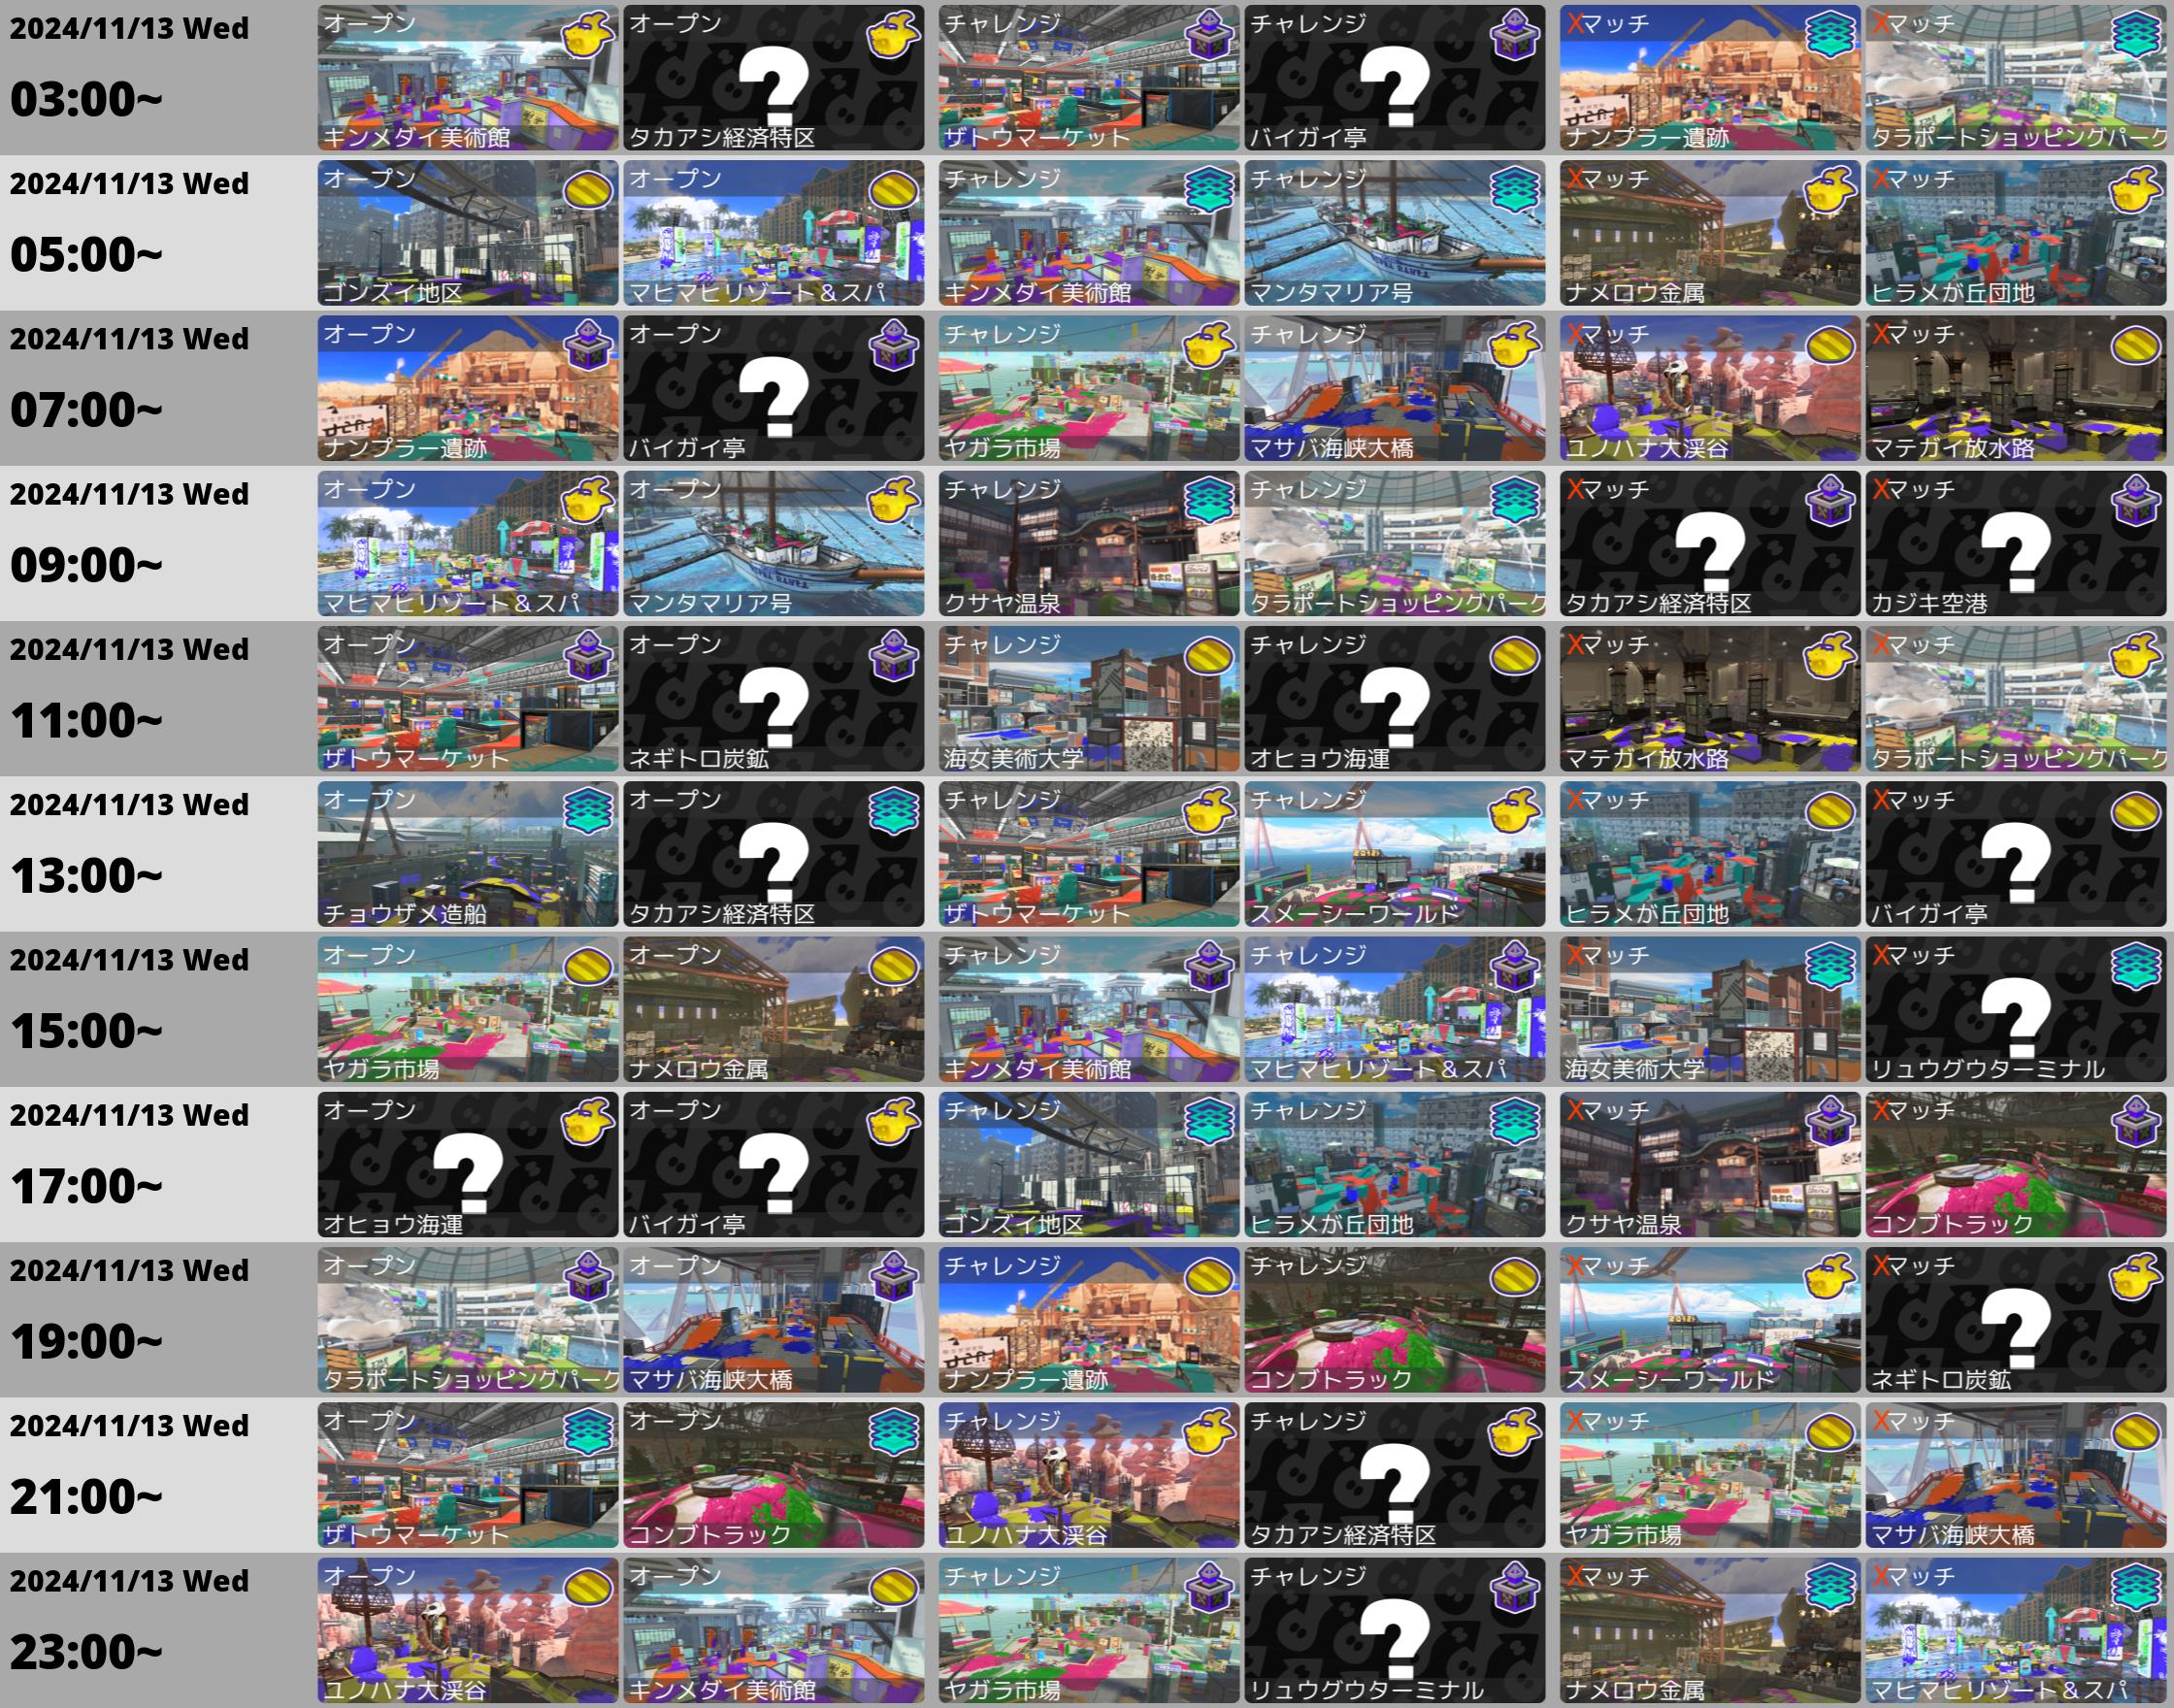 2024/11/13 Wed
03:00~
オープン
キンメダイ美術館
オープン
タカアシ経済特区
チャレンジ
ザトウマーケット
チャレンジ
バイガイ亭
Xマッチ
ナンプラー遺跡
Xマッチ
タラポートショッピングパーク
2024/11/13 Wed
05:00~
オープン
ゴンズイ地区
オープン
マヒマヒリゾート&スパ
チャレンジ
キンメダイ美術館
チャレンジ
マンタマリア号
Xマッチ
ナメロウ金属
Xマッチ
ヒラメが丘団地
2024/11/13 Wed
07:00~
オープン
ナンプラー遺跡
オープン
バイガイ亭
チャレンジ
ヤガラ市場
チャレンジ
マサバ海峡大橋
Xマッチ
ユノハナ大渓谷
Xマッチ
マテガイ放水路
2024/11/13 Wed
09:00~
オープン
マヒマヒリゾート&スパ
オープン
マンタマリア号
チャレンジ
クサヤ温泉
チャレンジ
タラポートショッピングパーク
Xマッチ
タカアシ経済特区
Xマッチ
カジキ空港
2024/11/13 Wed
11:00~
オープン
ザトウマーケット
オープン
ネギトロ炭鉱
チャレンジ
海女美術大学
チャレンジ
オヒョウ海運
Xマッチ
マテガイ放水路
Xマッチ
タラポートショッピングパーク
2024/11/13 Wed
13:00~
オープン
チョウザメ造船
オープン
タカアシ経済特区
チャレンジ
ザトウマーケット
チャレンジ
スメーシーワールド
Xマッチ
ヒラメが丘団地
Xマッチ
バイガイ亭
2024/11/13 Wed
15:00~
オープン
ヤガラ市場
オープン
ナメロウ金属
チャレンジ
キンメダイ美術館
チャレンジ
マヒマヒリゾート&スパ
Xマッチ
海女美術大学
Xマッチ
リュウグウターミナル
2024/11/13 Wed
17:00~
オープン
オヒョウ海運
オープン
バイガイ亭
チャレンジ
ゴンズイ地区
チャレンジ
ヒラメが丘団地
Xマッチ
クサヤ温泉
Xマッチ
コンブトラック
2024/11/13 Wed
19:00~
オープン
タラポートショッピングパーク
オープン
マサバ海峡大橋
チャレンジ
ナンプラー遺跡
チャレンジ
コンブトラック
Xマッチ
スメーシーワールド
Xマッチ
ネギトロ炭鉱
2024/11/13 Wed
21:00~
オープン
ザトウマーケット
オープン
コンブトラック
チャレンジ
ユノハナ大渓谷
チャレンジ
タカアシ経済特区
Xマッチ
ヤガラ市場
Xマッチ
マサバ海峡大橋
2024/11/13 Wed
23:00~
オープン
ユノハナ大渓谷
オープン
キンメダイ美術館
チャレンジ
ヤガラ市場
チャレンジ
リュウグウターミナル
Xマッチ
ナメロウ金属
Xマッチ
マヒマヒリゾート&スパ